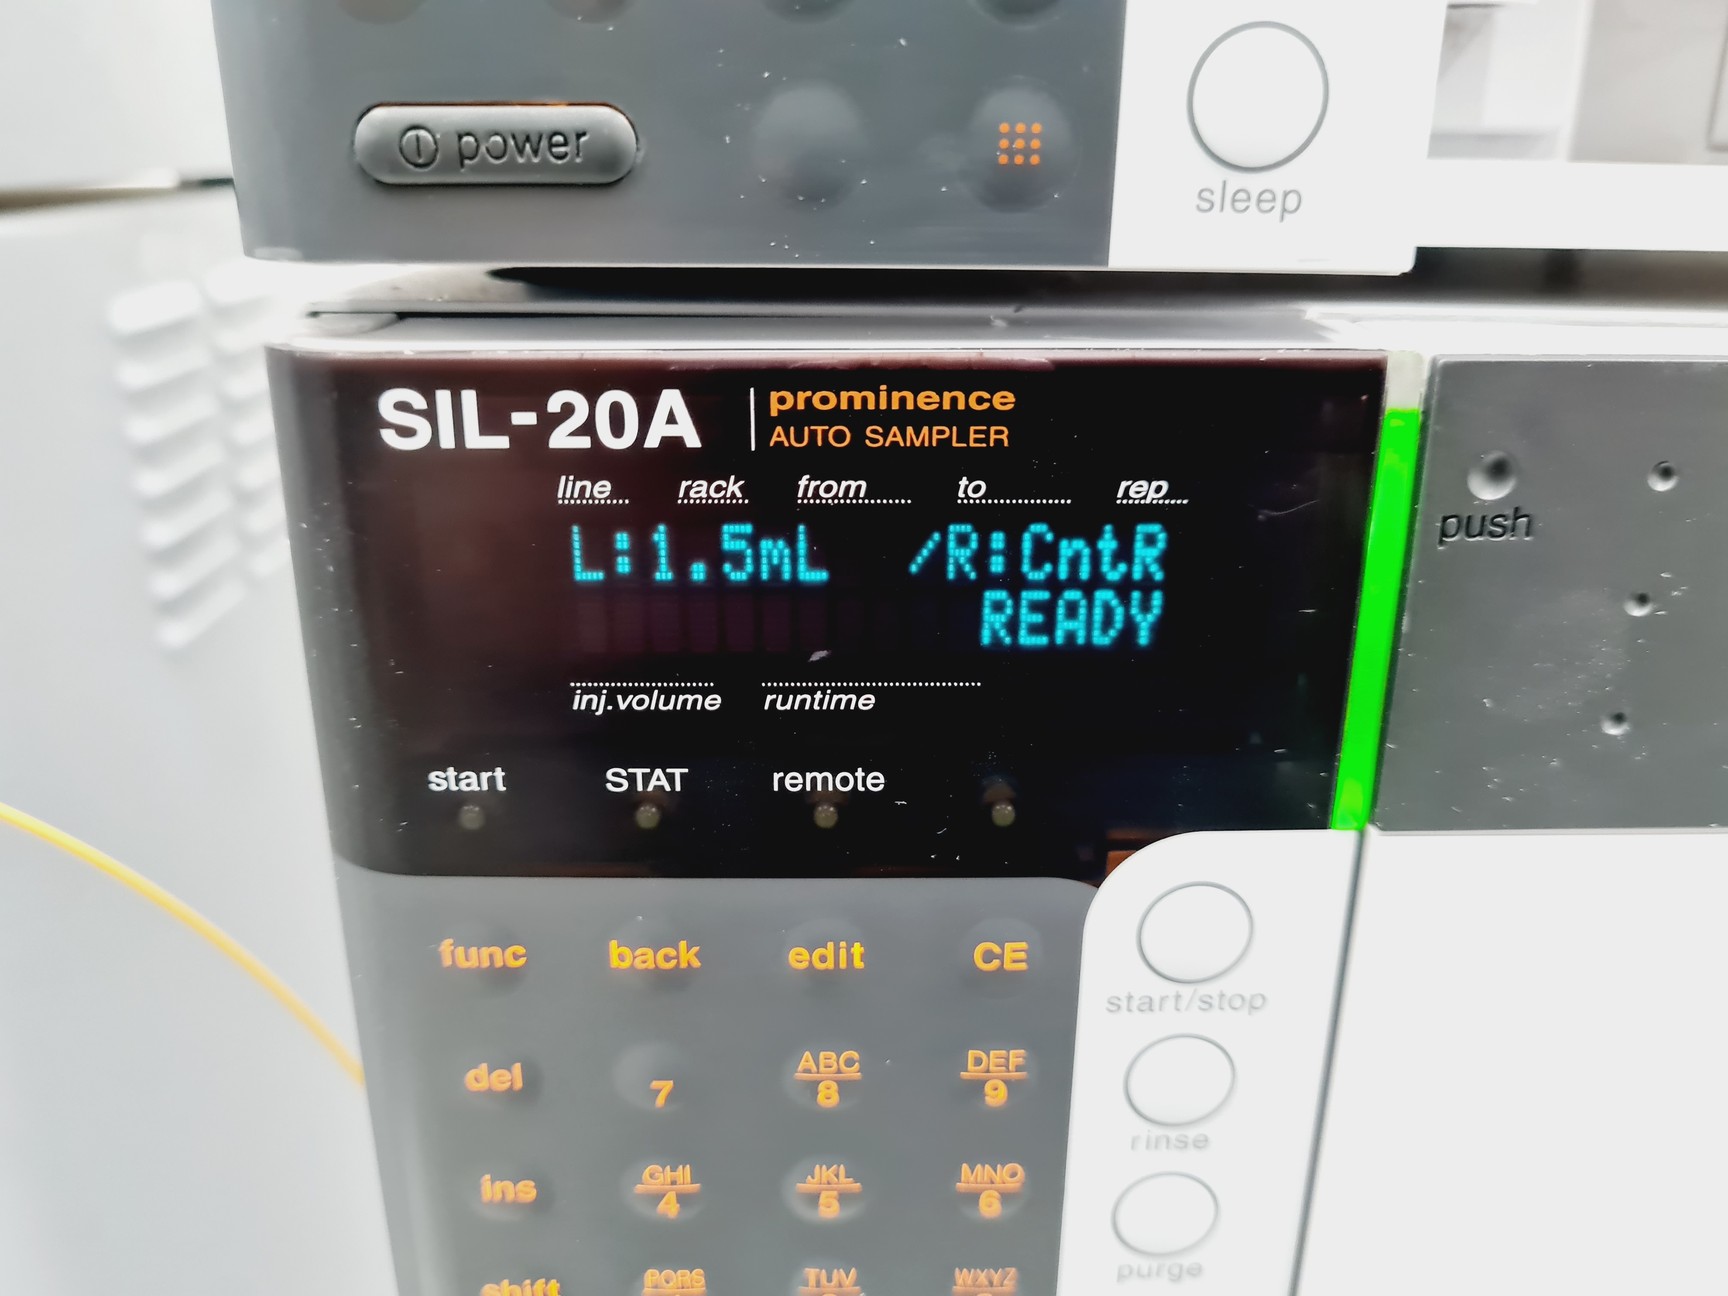 power
sleep
SIL-20A
prominence
AUTO SAMPLER
line rack from to rep
L:1.5mL /R:CntR
READY
inj.volume runtime
start STAT remote
push
func back edit CE
start/stop
del 7 ABC 8 DEF 9
rinse
ins GHI 4 JKL 5 MNO 6
purge
shift PQRS TUV WXYZ